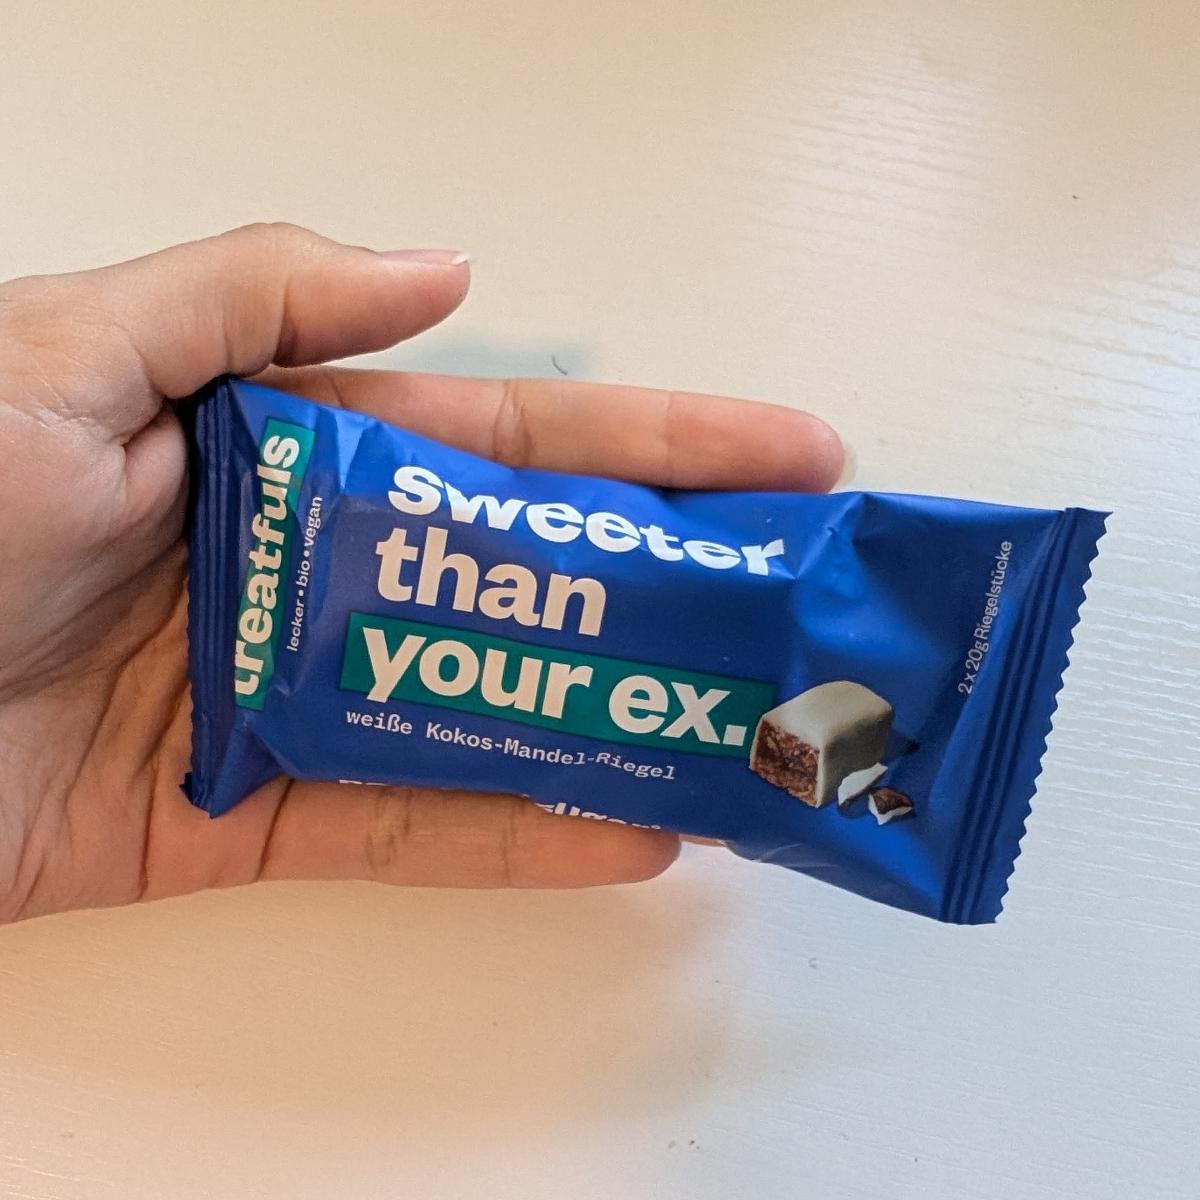 treatfuls
lecker • bio • vegan
Sweeter
than
your ex.
weiße Kokos-Mandel-Riegel
2 x 20g Riegelstücke